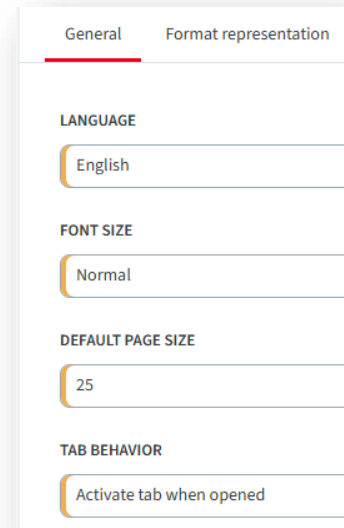 General Format representation
LANGUAGE
English
FONT SIZE
Normal
DEFAULT PAGE SIZE
25
TAB BEHAVIOR
Activate tab when opened